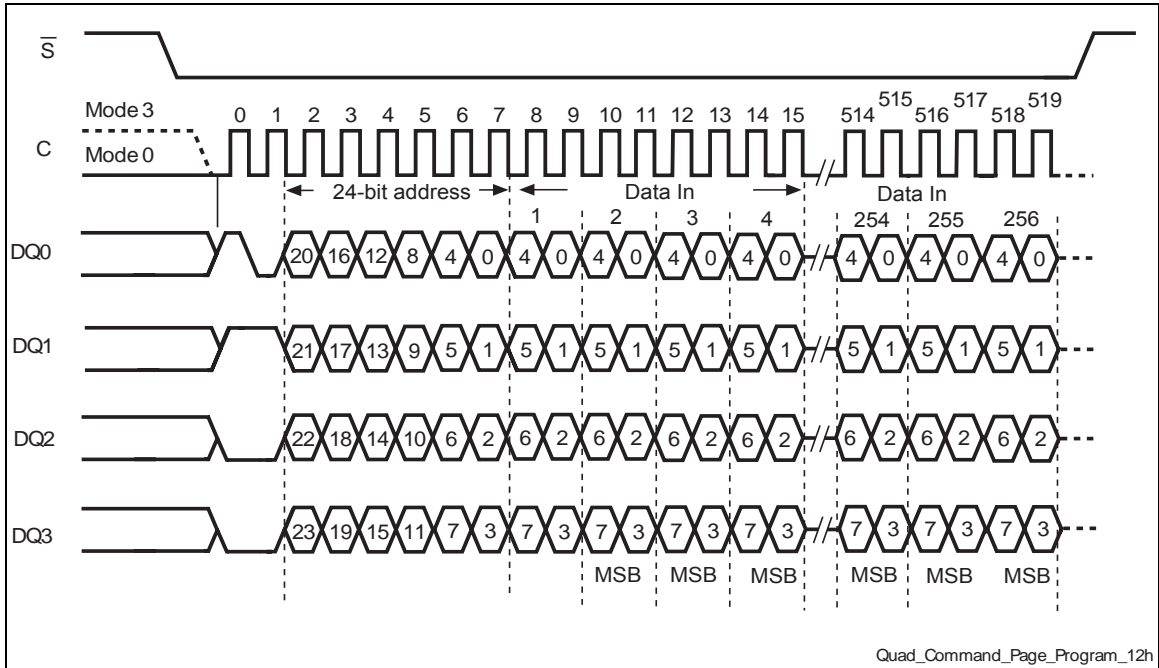 S
Mode 3
0 1 2 3 4 5 6 7 8 9 10 11 12 13 14 15 514 515 516 517 518 519
C
Mode 0
24-bit address Data In Data In
1 2 3 4 254 255 256
DQ0 20 16 12 8 4 0 4 0 4 0 4 0 4 0 4 0 4 0 4 0
DQ1 21 17 13 9 5 1 5 1 5 1 5 1 5 1 5 1 5 1 5 1
DQ2 22 18 14 10 6 2 6 2 6 2 6 2 6 2 6 2 6 2 6 2
DQ3 23 19 15 11 7 3 7 3 7 3 7 3 7 3 7 3 7 3 7 3
MSB MSB MSB MSB MSB MSB
Quad_Command_Page_Program_12h